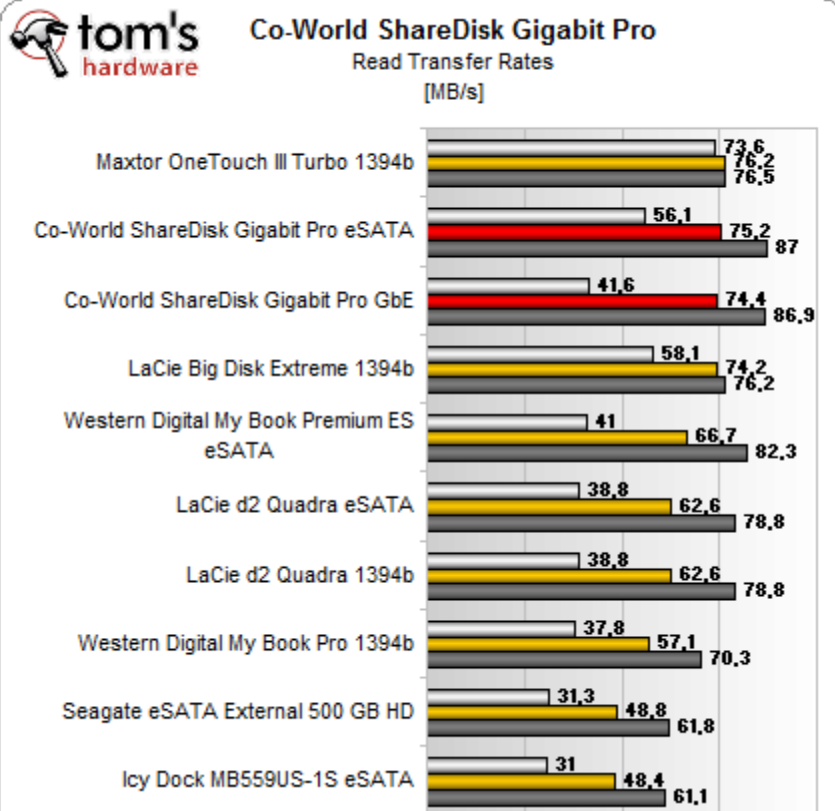 tom's
hardware
Co-World ShareDisk Gigabit Pro
Read Transfer Rates
[MB/s]
Maxtor OneTouch III Turbo 1394b
73,6
76,2
76,5
Co-World ShareDisk Gigabit Pro eSATA
56,1
75,2
87
Co-World ShareDisk Gigabit Pro GbE
41,6
74,4
86,9
LaCie Big Disk Extreme 1394b
58,1
74,2
76,2
Western Digital My Book Premium ES
eSATA
41
66,7
82,3
LaCie d2 Quadra eSATA
38,8
62,6
78,8
LaCie d2 Quadra 1394b
38,8
62,6
78,8
Western Digital My Book Pro 1394b
37,8
57,1
70,3
Seagate eSATA External 500 GB HD
31,3
48,8
61,8
Icy Dock MB559US-1S eSATA
31
48,4
61,1